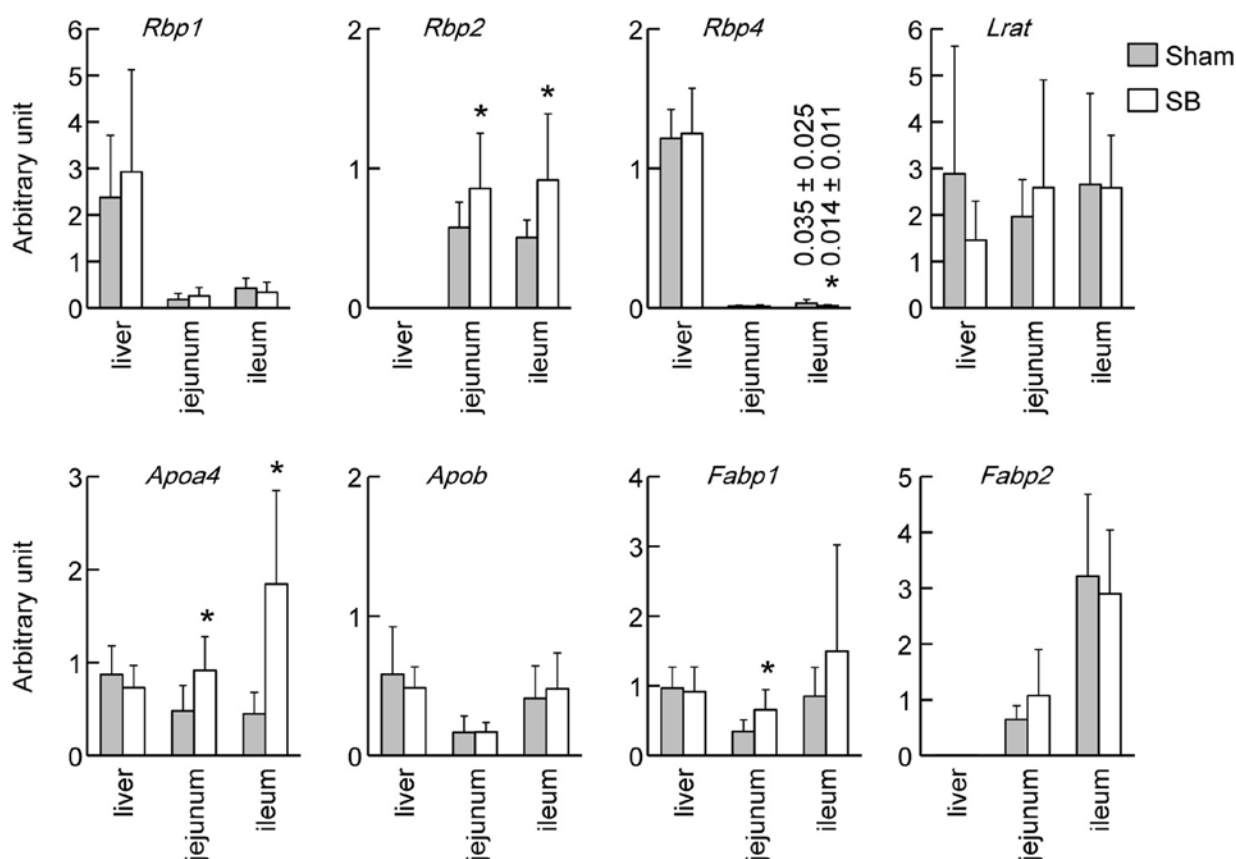 Rbp1
Arbitrary unit
6
5
4
3
2
1
0
liver
jejunum
ileum
Rbp2
2
1
0
liver
jejunum
ileum
Rbp4
2
1
0
0.035 ± 0.025
* 0.014 ± 0.011
liver
jejunum
ileum
Lrat
6
5
4
3
2
1
0
liver
jejunum
ileum
Sham
SB
* *
Apoa4
Arbitrary unit
3
2
1
0
* *
liver
jejunum
ileum
Apob
2
1
0
liver
jejunum
ileum
Fabp1
4
3
2
1
0
*
liver
jejunum
ileum
Fabp2
5
4
3
2
1
0
liver
jejunum
ileum